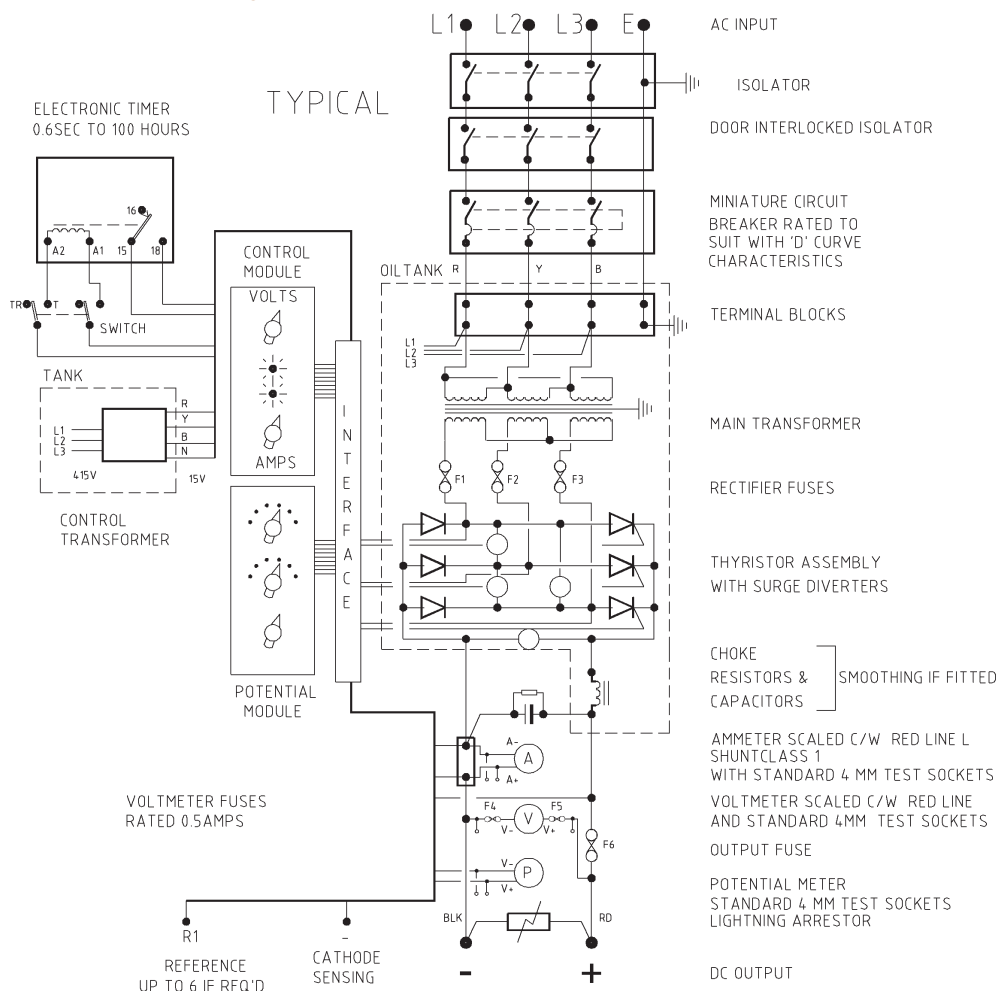 L1 L2 L3 E AC INPUT
ISOLATOR
TYPICAL
ELECTRONIC TIMER
0.6SEC TO 100 HOURS
DOOR INTERLOCKED ISOLATOR
16
A2 A1 15 18
MINIATURE CIRCUIT
BREAKER RATED TO
SUIT WITH 'D' CURVE
CHARACTERISTICS
CONTROL
MODULE
OILTANK R Y B
VOLTS
TR T
SWITCH
TERMINAL BLOCKS
L1
L2
L3
TANK
R
Y
B
N
L1
L2
L3
415V 15V
AMPS
CONTROL
TRANSFORMER
INTERFACE
MAIN TRANSFORMER
F1 F2 F3
RECTIFIER FUSES
THYRISTOR ASSEMBLY
WITH SURGE DIVERTERS
POTENTIAL
MODULE
CHOKE
RESISTORS &
CAPACITORS
SMOOTHING IF FITTED
A-
A
A+
AMMETER SCALED C/W RED LINE L
SHUNTCLASS 1
WITH STANDARD 4 MM TEST SOCKETS
VOLTMETER FUSES
RATED 0.5AMPS
F4 V F5
V- V+
VOLTMETER SCALED C/W RED LINE
AND STANDARD 4MM TEST SOCKETS
F6
OUTPUT FUSE
V-
P
V+
POTENTIAL METER
STANDARD 4 MM TEST SOCKETS
LIGHTNING ARRESTOR
BLK RD
R1 -
REFERENCE
UP TO 6 IF REQ'D
CATHODE
SENSING
- +
DC OUTPUT